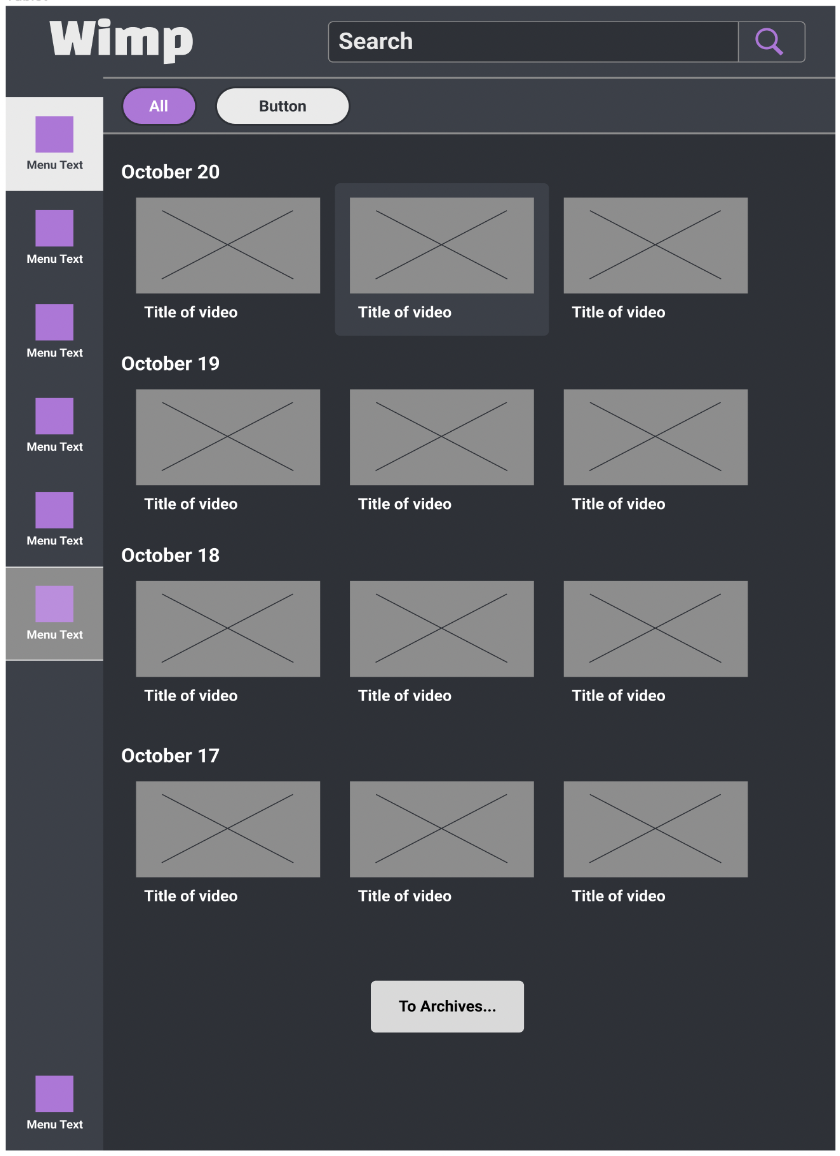 Wimp
Search
All
Button
Menu Text
Menu Text
Menu Text
Menu Text
Menu Text
Menu Text
Menu Text
October 20
Title of video
Title of video
Title of video
October 19
Title of video
Title of video
Title of video
October 18
Title of video
Title of video
Title of video
October 17
Title of video
Title of video
Title of video
To Archives...